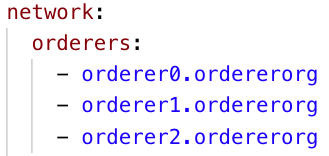 network:
  orderers:
    - orderer0.ordererorg
    - orderer1.ordererorg
    - orderer2.ordererorg